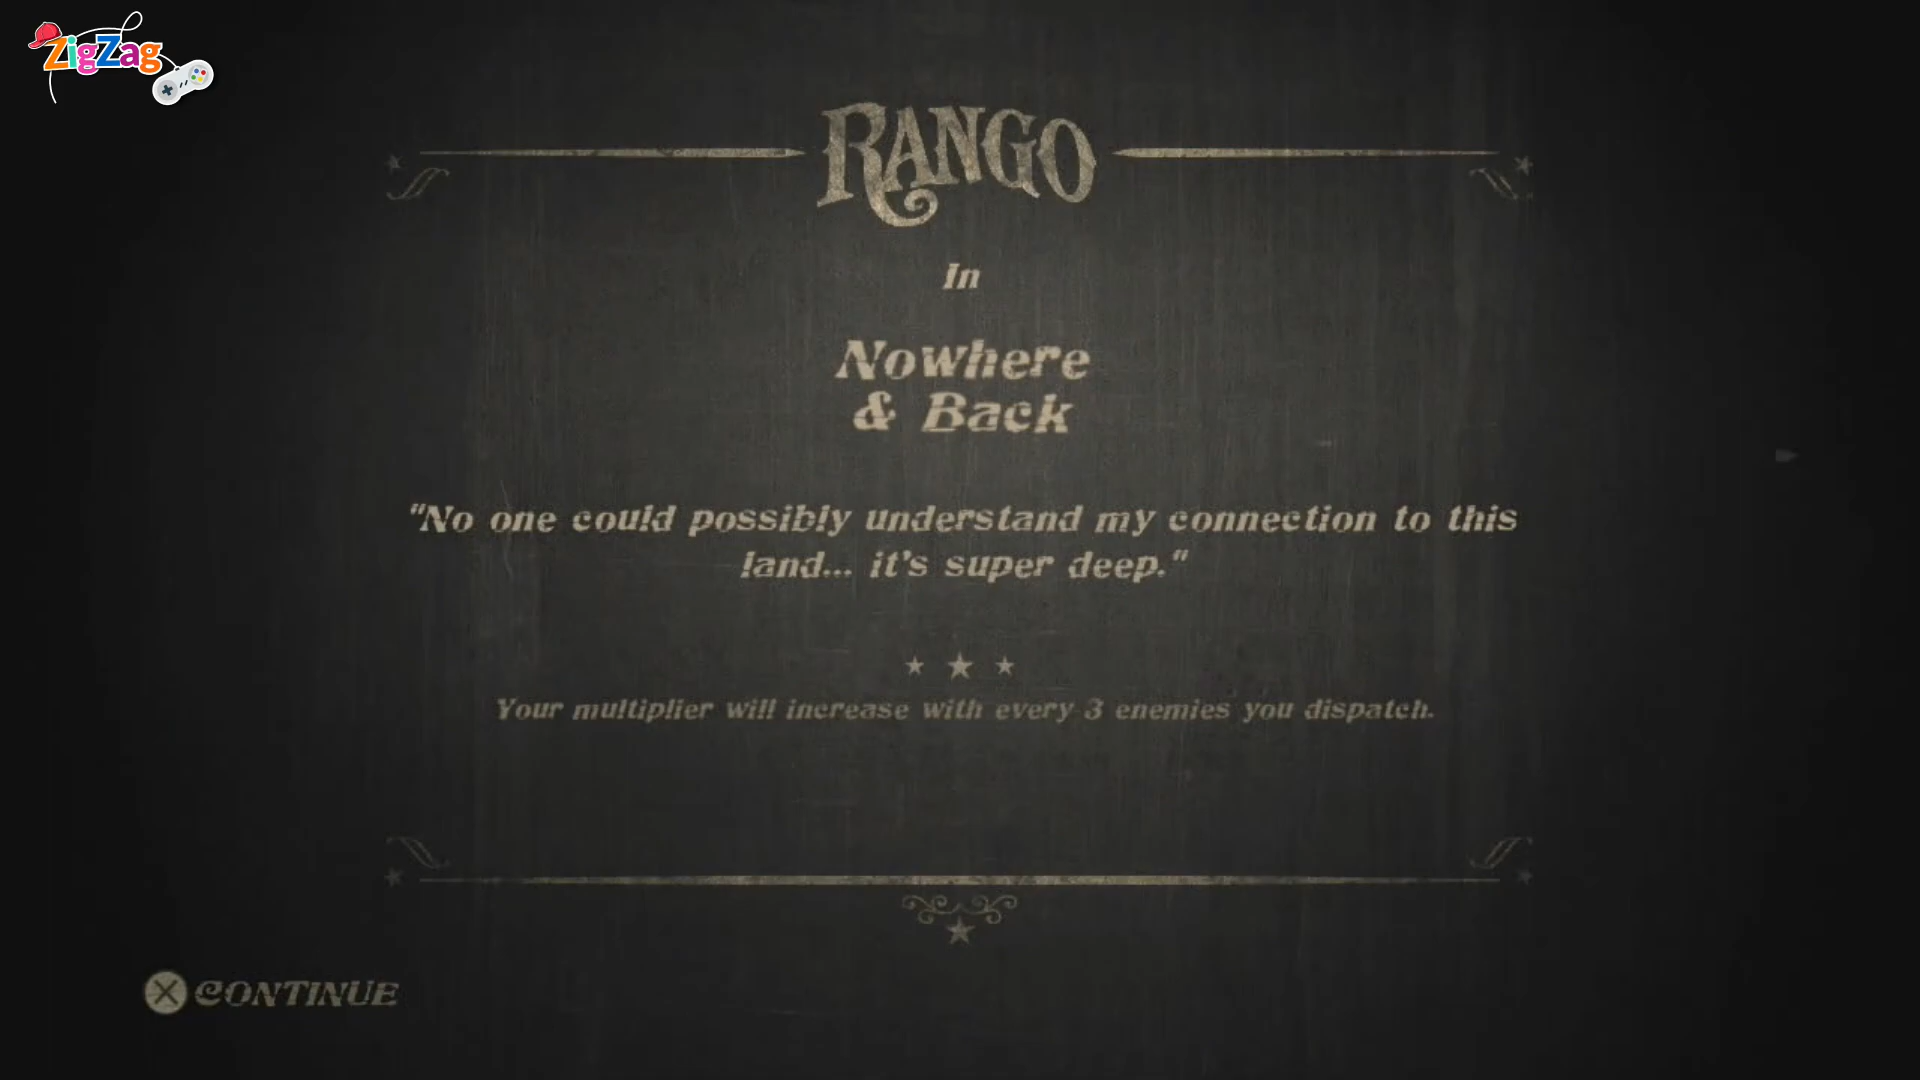 ZigZag
RANGO
In
Nowhere
& Back
"No one could possibly understand my connection to this
land... it's super deep."
Your multiplier will increase with every 3 enemies you dispatch.
CONTINUE